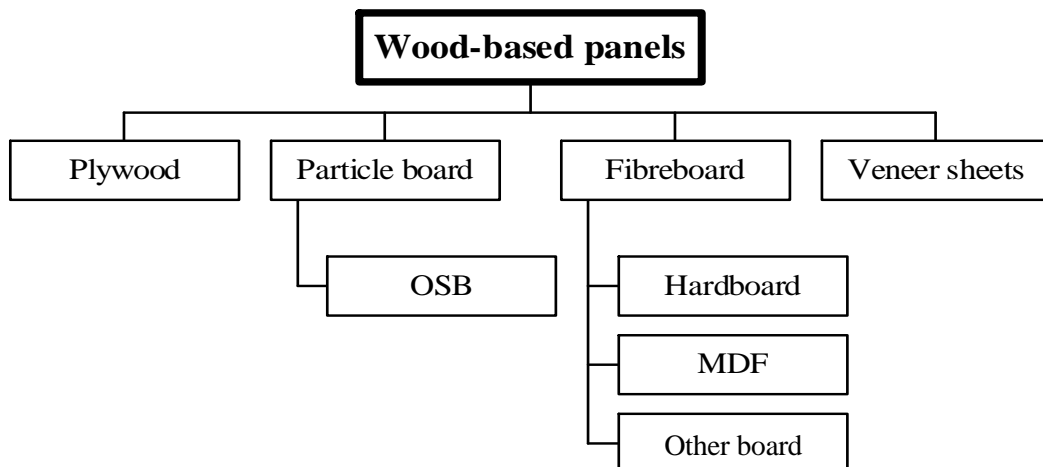 Wood-based panels
Plywood
Particle board
Fibreboard
Veneer sheets
OSB
Hardboard
MDF
Other board